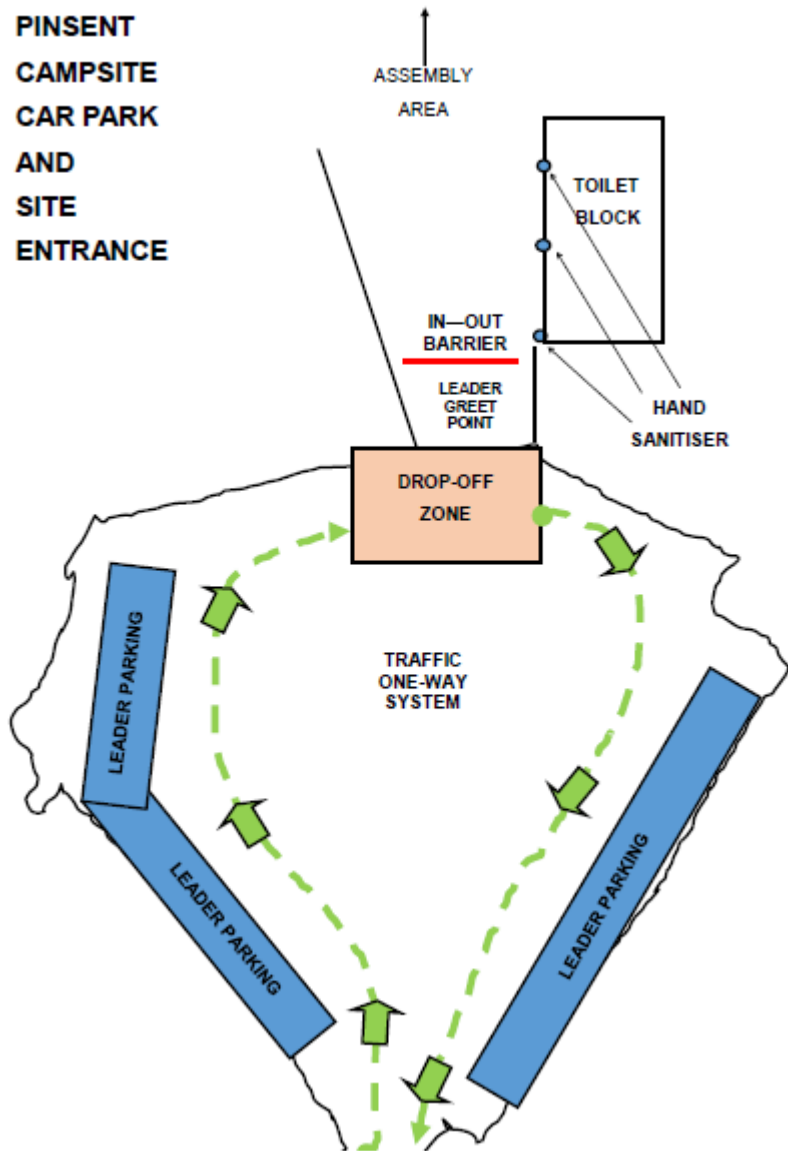 PINSENT
CAMPSITE
CAR PARK
AND
SITE
ENTRANCE
ASSEMBLY
AREA
TOILET
BLOCK
IN—OUT
BARRIER
LEADER
GREET
POINT
HAND
SANITISER
DROP-OFF
ZONE
TRAFFIC
ONE-WAY
SYSTEM
LEADER PARKING
LEADER PARKING
LEADER PARKING